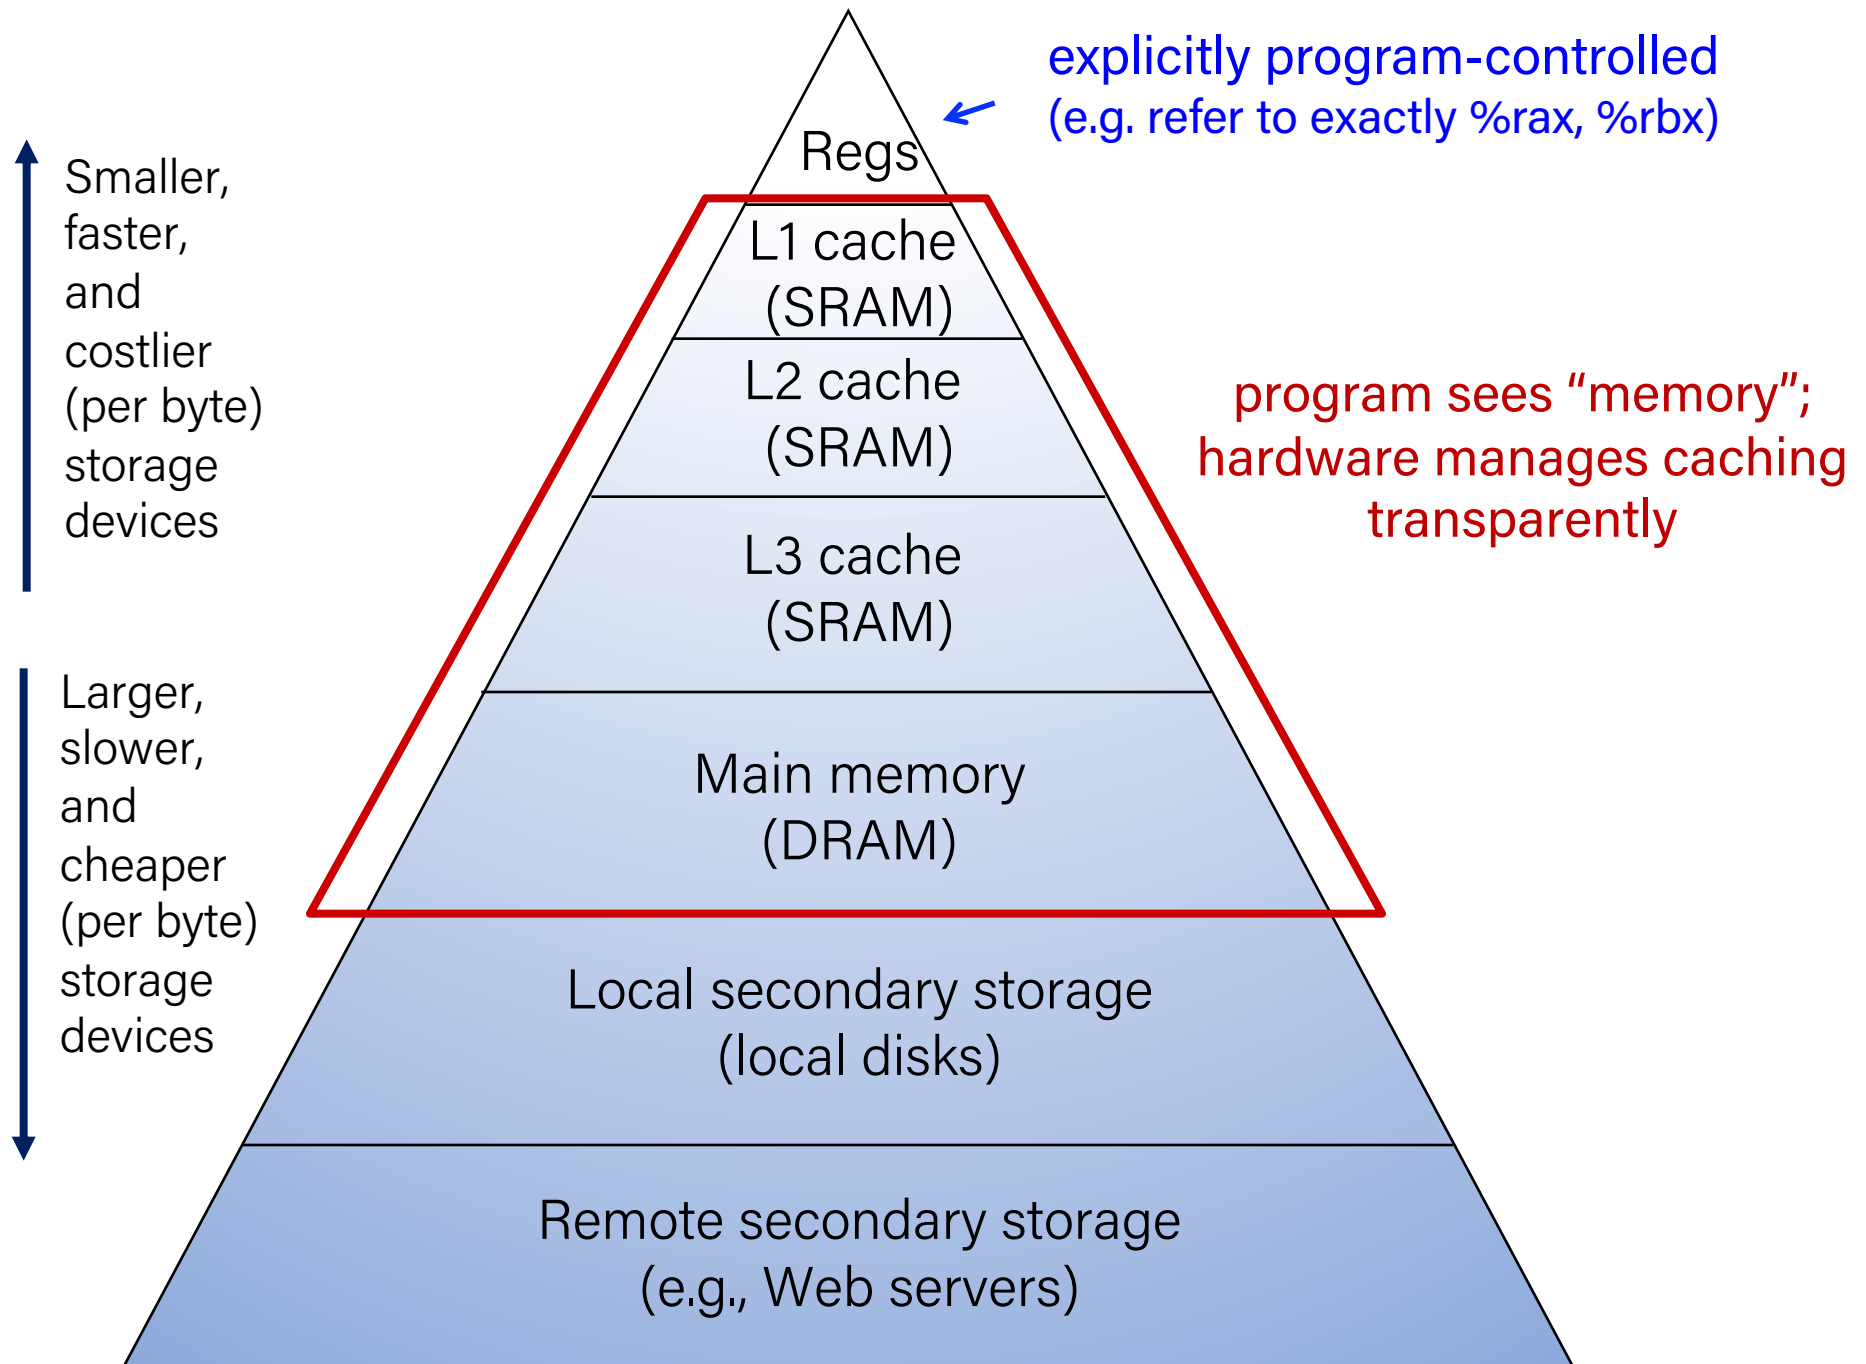 explicitly program-controlled
(e.g. refer to exactly %rax, %rbx)
Regs
Smaller,
faster,
and
costlier
(per byte)
storage
devices
L1 cache
(SRAM)
L2 cache
(SRAM)
program sees “memory”;
hardware manages caching
transparently
L3 cache
(SRAM)
Larger,
slower,
and
cheaper
(per byte)
storage
devices
Main memory
(DRAM)
Local secondary storage
(local disks)
Remote secondary storage
(e.g., Web servers)